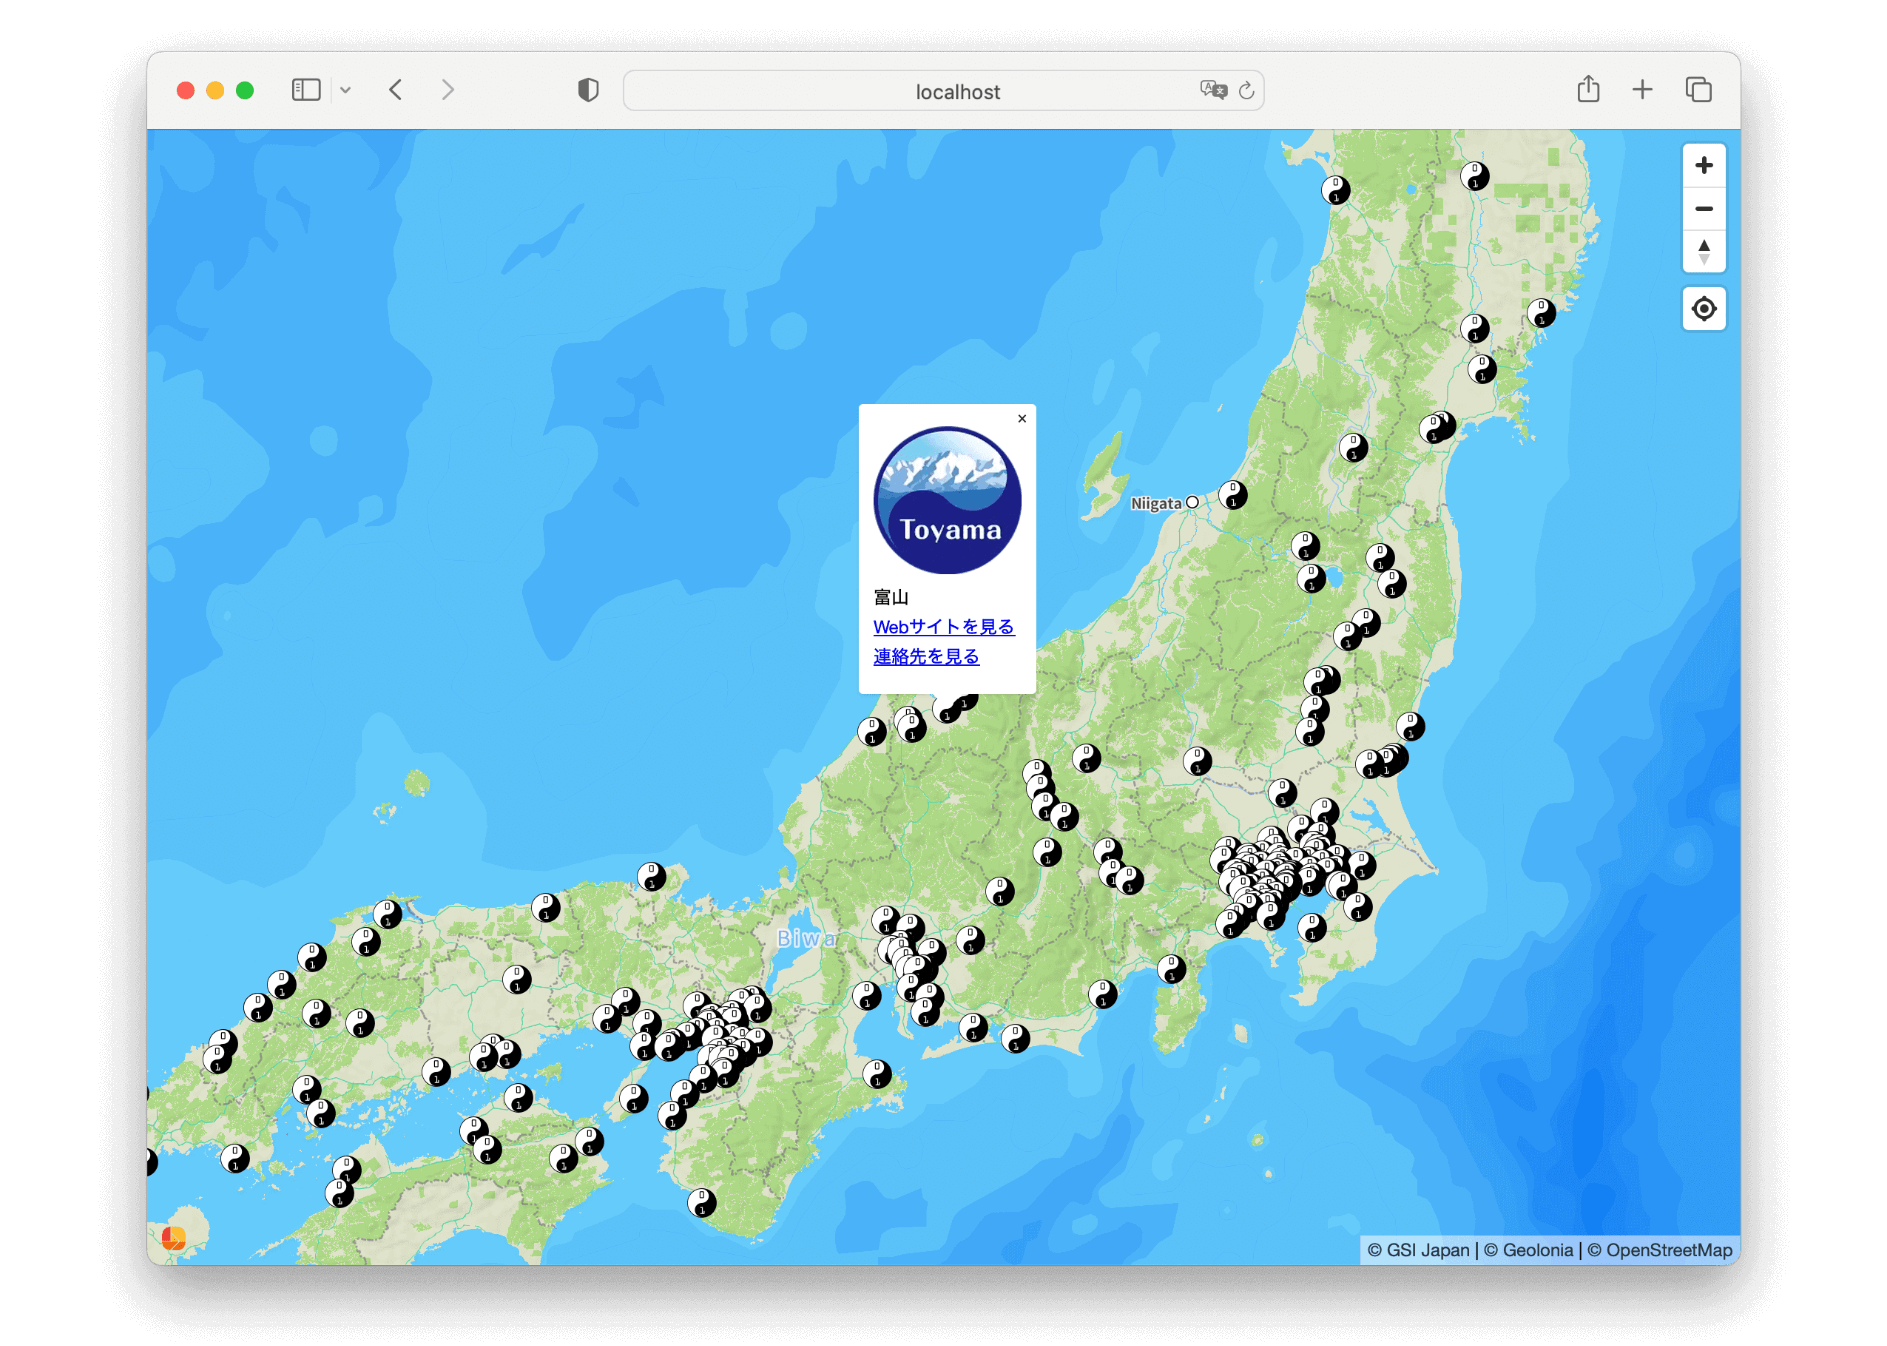 localhost
×
Toyama
富山
Webサイトを見る
連絡先を見る
Niigata
Biwa
© GSI Japan | © Geolonia | © OpenStreetMap